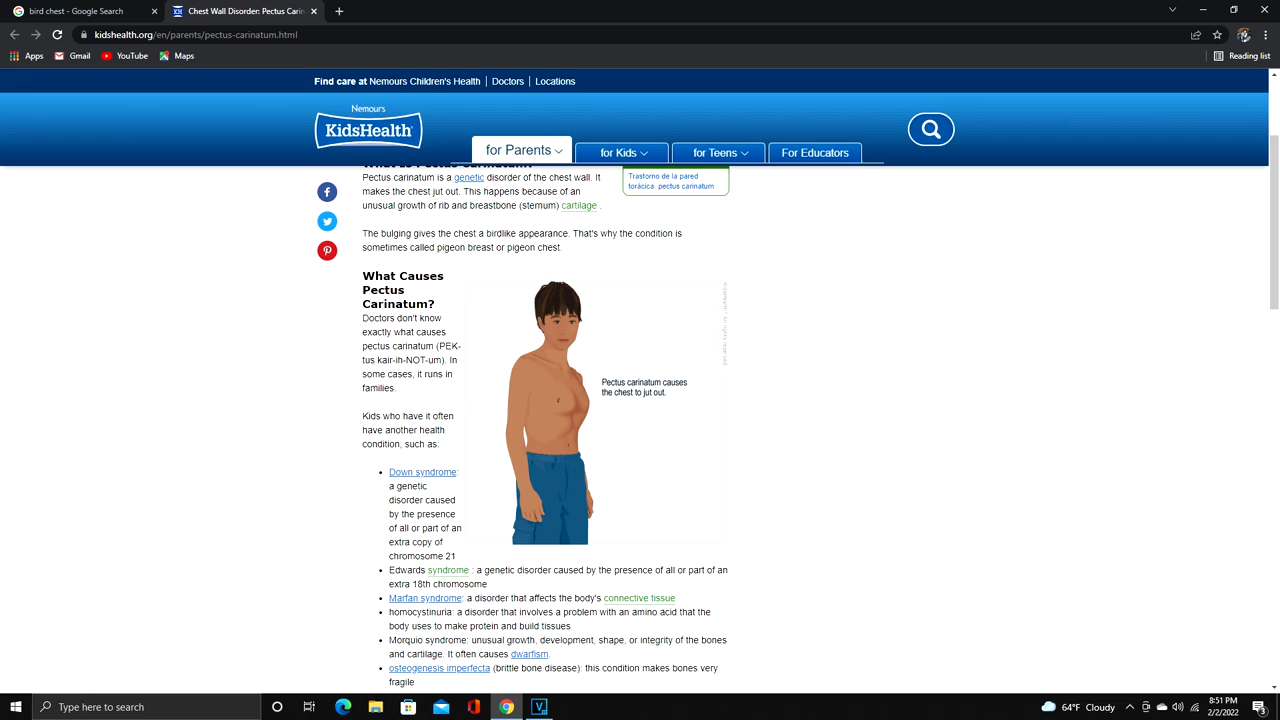 bird chest - Google Search
Chest Wall Disorder: Pectus Carin
kidshealth.org/en/parents/pectus-carinatum.html
Apps
Gmail
YouTube
Maps
Reading list
Find care at Nemours Children's Health
Doctors
Locations
Nemours
KidsHealth
for Parents
for Kids
for Teens
For Educators
Pectus carinatum is a genetic disorder of the chest wall. It
makes the chest jut out. This happens because of an
unusual growth of rib and breastbone (sternum) cartilage .
Trastorno de la pared
torácica: pectus carinatum
The bulging gives the chest a birdlike appearance. That's why the condition is
sometimes called pigeon breast or pigeon chest.
What Causes
Pectus
Carinatum?
Doctors don't know
exactly what causes
pectus carinatum (PEK-
tus kair-ih-NOT-um). In
some cases, it runs in
families.
Kids who have it often
have another health
condition, such as:
Pectus carinatum causes
the chest to jut out.
Down syndrome:
a genetic
disorder caused
by the presence
of all or part of an
extra copy of
chromosome 21
Edwards syndrome : a genetic disorder caused by the presence of all or part of an
extra 18th chromosome
Marfan syndrome: a disorder that affects the body's connective tissue
homocystinuria: a disorder that involves a problem with an amino acid that the
body uses to make protein and build tissues
Morquio syndrome: unusual growth, development, shape, or integrity of the bones
and cartilage. It often causes dwarfism.
osteogenesis imperfecta (brittle bone disease): this condition makes bones very
fragile
Type here to search
64°F Cloudy
8:51 PM
2/2/2022
3